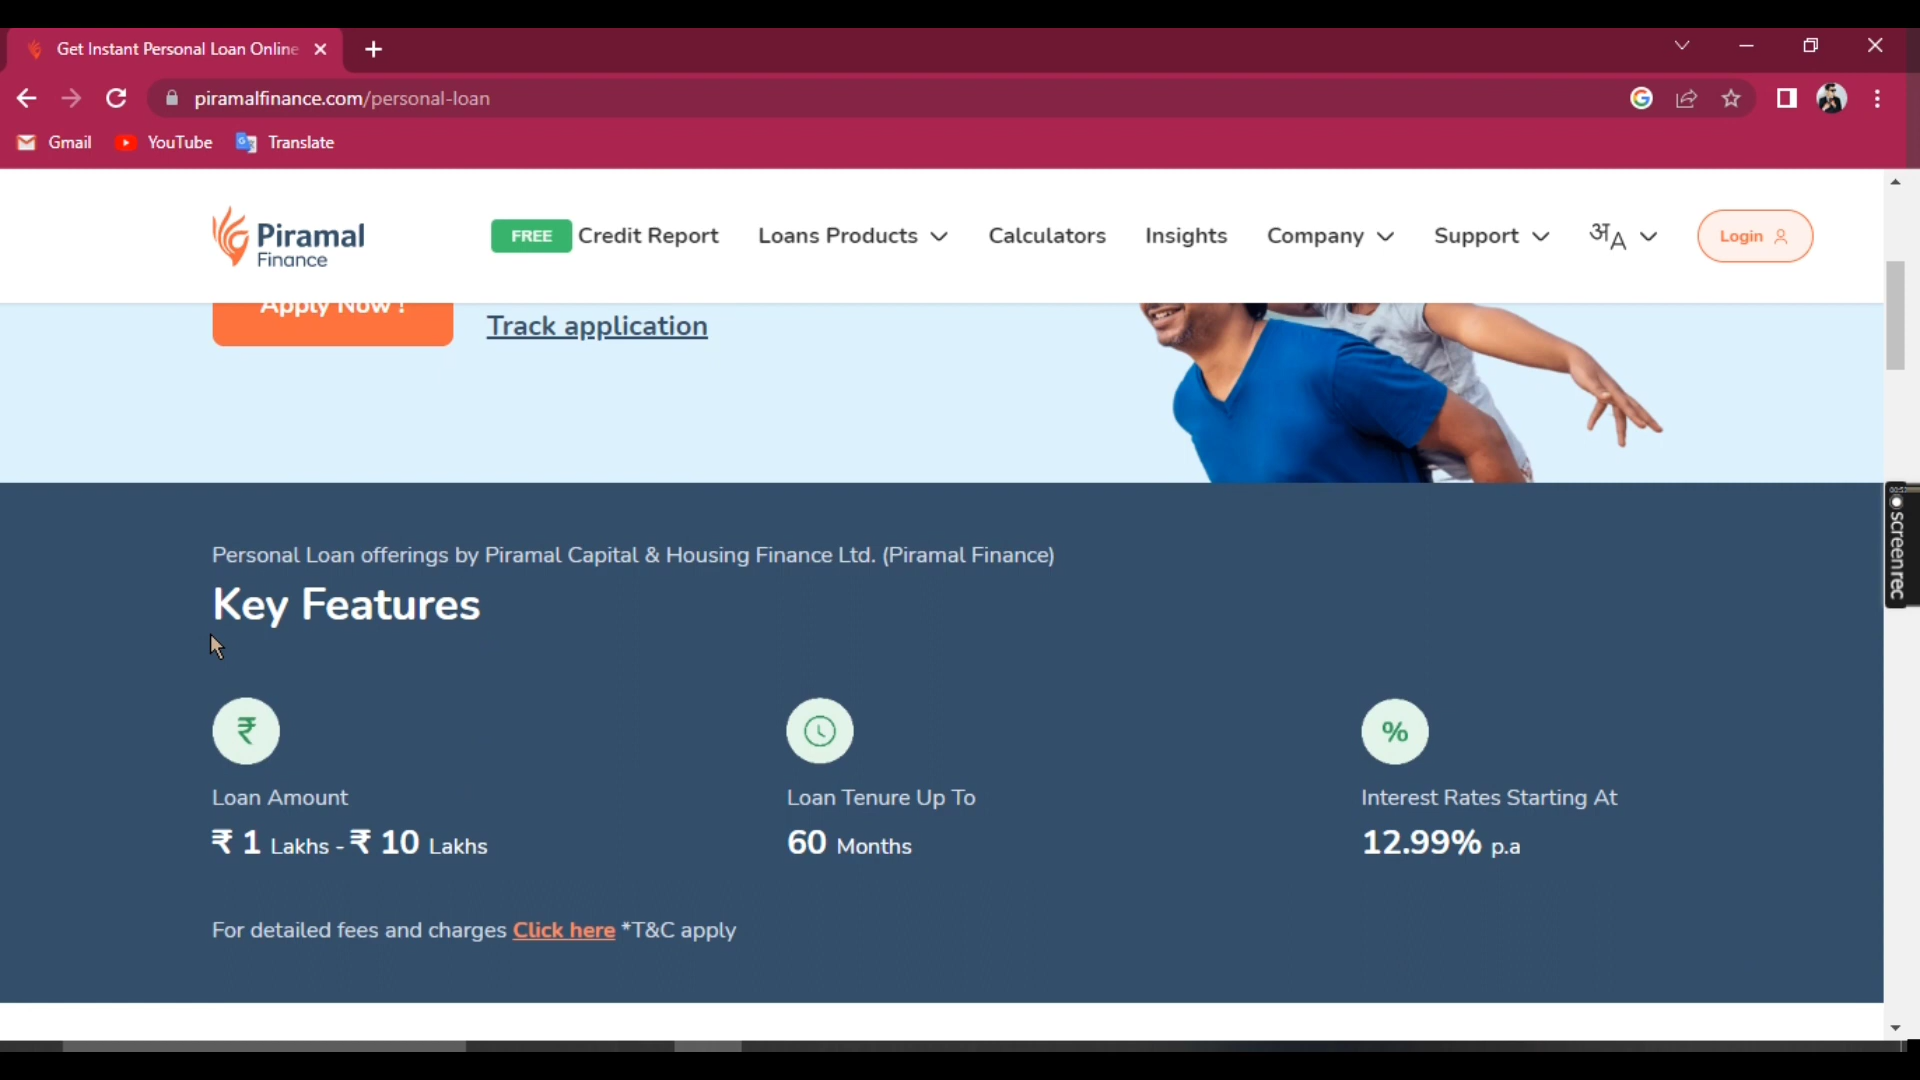 Get Instant Personal Loan Online
piramalfinance.com/personal-loan
Gmail YouTube Translate
Piramal Finance
FREE Credit Report Loans Products Calculators Insights Company Support अA Login
Apply Now !
Track application
Personal Loan offerings by Piramal Capital & Housing Finance Ltd. (Piramal Finance)
Key Features
₹ % 
Loan Amount Loan Tenure Up To Interest Rates Starting At
₹ 1 Lakhs - ₹ 10 Lakhs 60 Months 12.99% p.a
For detailed fees and charges Click here *T&C apply
screenrec